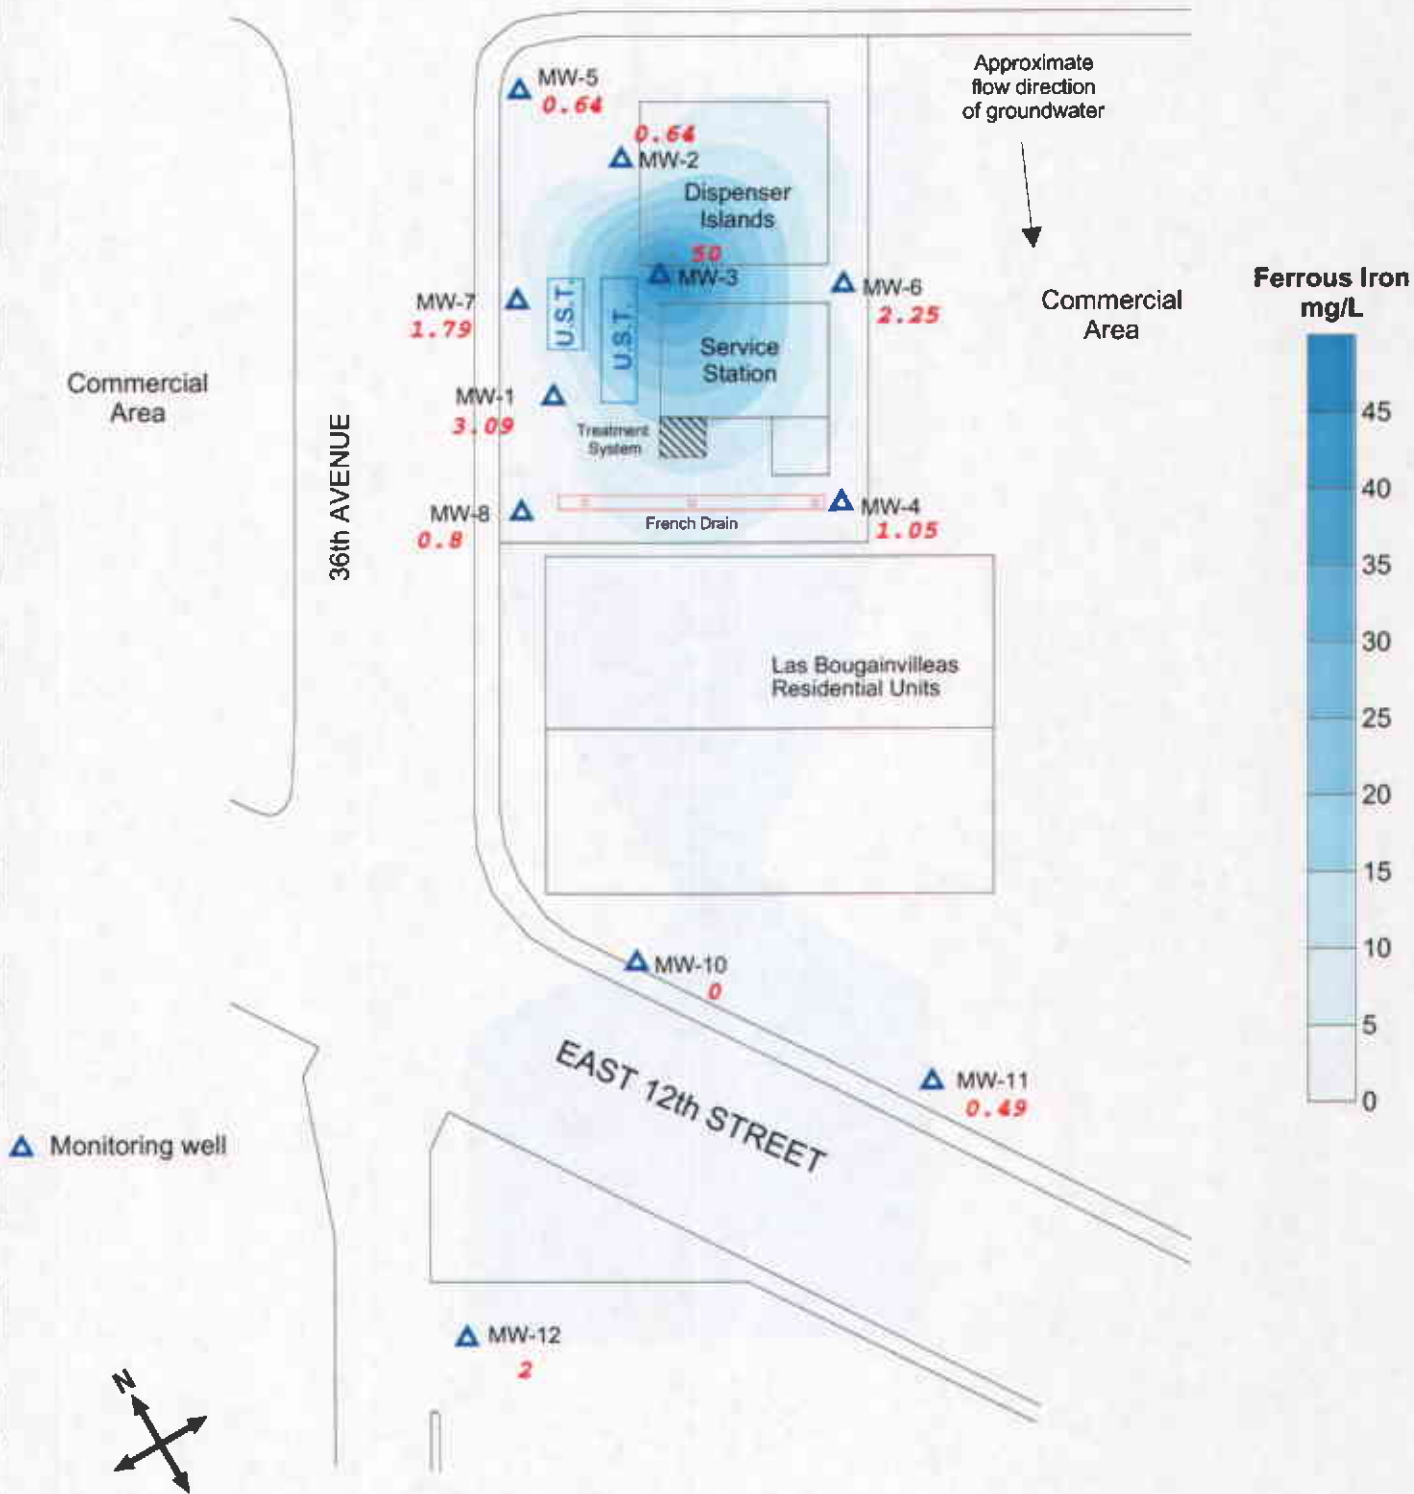 MW-5
0.64
0.64
MW-2
Approximate
flow direction
of groundwater
Dispenser
Islands
50
MW-3
MW-6
2.25
MW-7
1.79
U.S.T.
U.S.T.
Commercial
Area
Ferrous Iron
mg/L
Service
Station
Commercial
Area
MW-1
3.09
Treatment
System
36th AVENUE
MW-8
0.8
French Drain
MW-4
1.05
45
40
35
30
25
20
15
10
5
0
Las Bougainvilleas
Residential Units
MW-10
0
EAST 12th STREET
MW-11
0.49
Monitoring well
MW-12
2
N